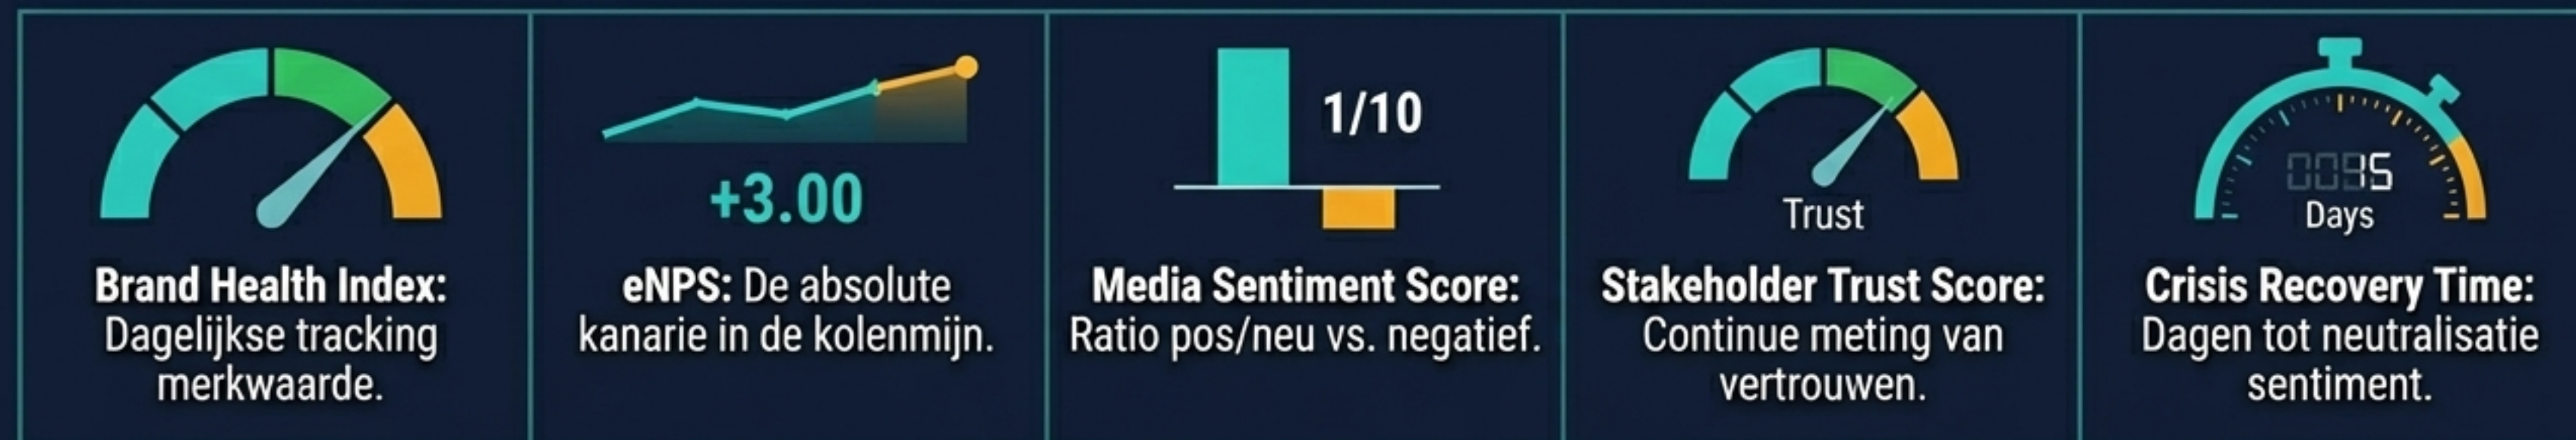 Brand Health Index:
Dagelijkse tracking
merkwaarde.
+3.00
eNPS: De absolute
kanarie in de kolenmijn.
1/10
Media Sentiment Score:
Ratio pos/neu vs. negatief.
Trust
Stakeholder Trust Score:
Continue meting van
vertrouwen.
15
Days
Crisis Recovery Time:
Dagen tot neutralisatie
sentiment.